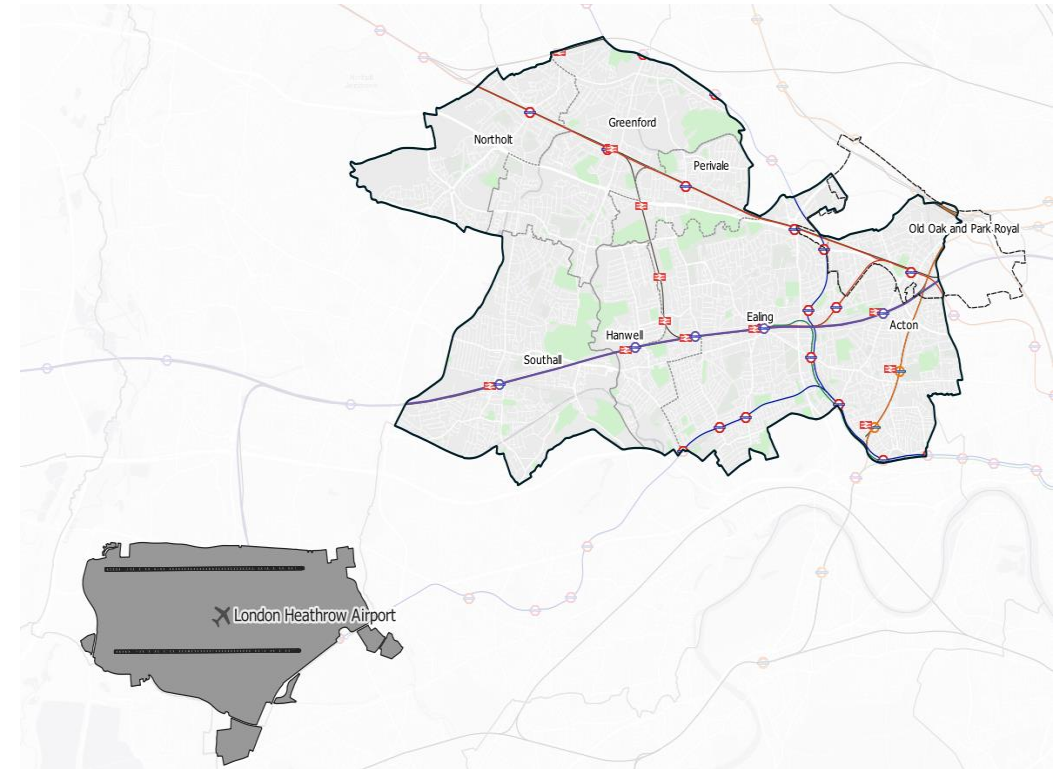 Greenford
Northolt
Perivale
Old Oak and Park Royal
Ealing
Acton
Hanwell
Southall
London Heathrow Airport